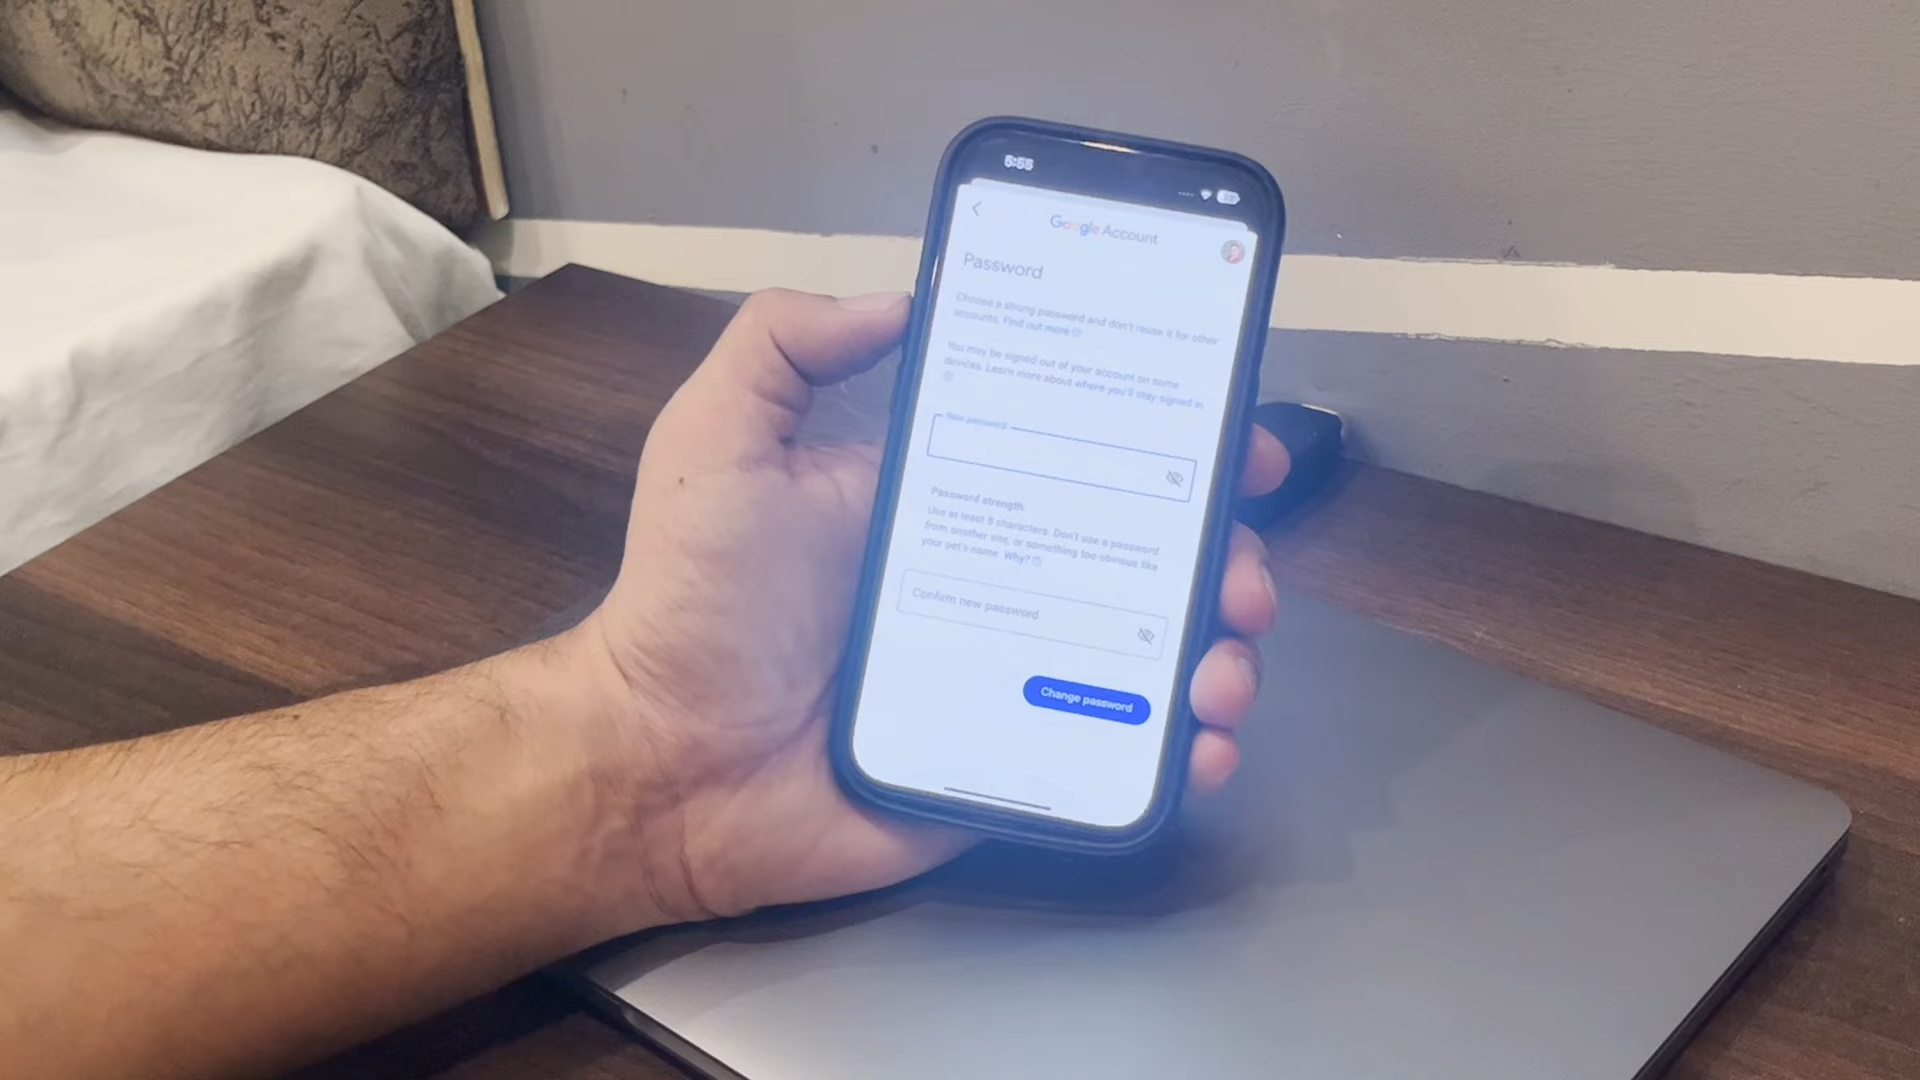 5:55
Google Account
Password
Choose a strong password and don't reuse it for other
accounts. Find out more
You may be signed out of your account on some
devices. Learn more about where you'll stay signed in.
New password
Password strength:
Use at least 8 characters. Don't use a password
from another site, or something too obvious like
your pet's name. Why?
Confirm new password
Change password